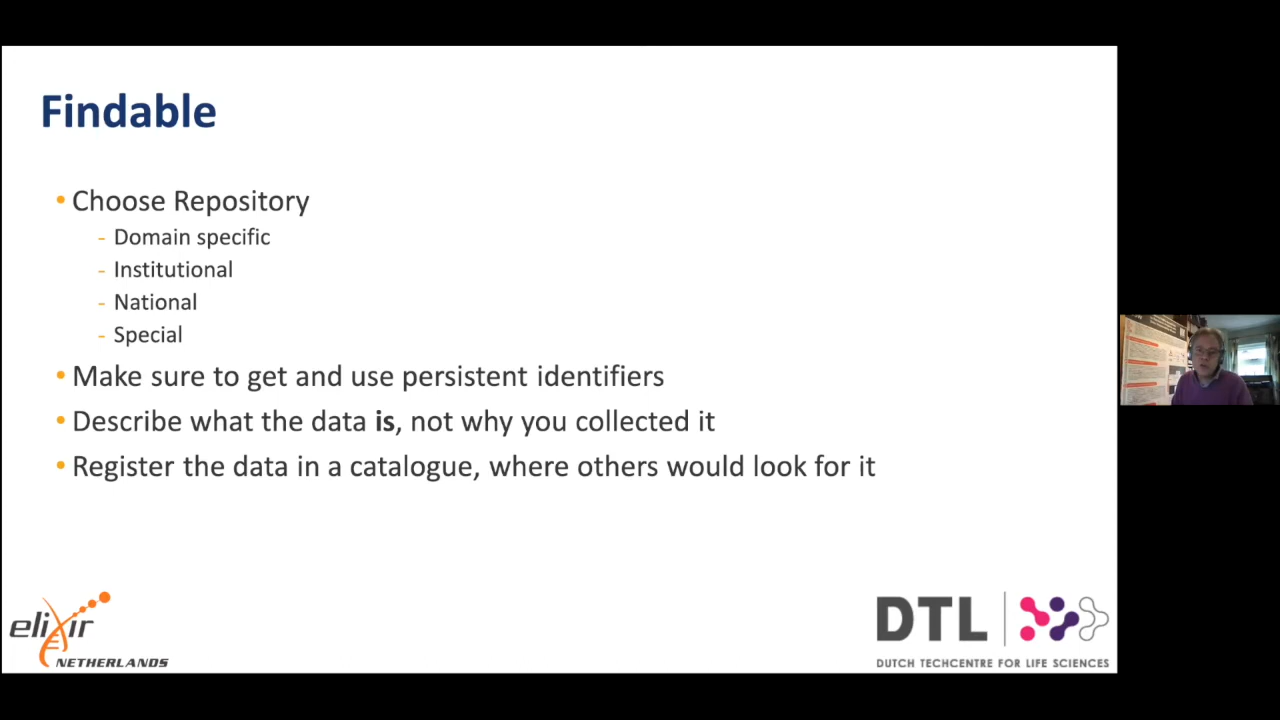 Findable
• Choose Repository
- Domain specific
- Institutional
- National
- Special
• Make sure to get and use persistent identifiers
• Describe what the data is, not why you collected it
• Register the data in a catalogue, where others would look for it
elixir
NETHERLANDS
DTL
DUTCH TECHCENTRE FOR LIFE SCIENCES